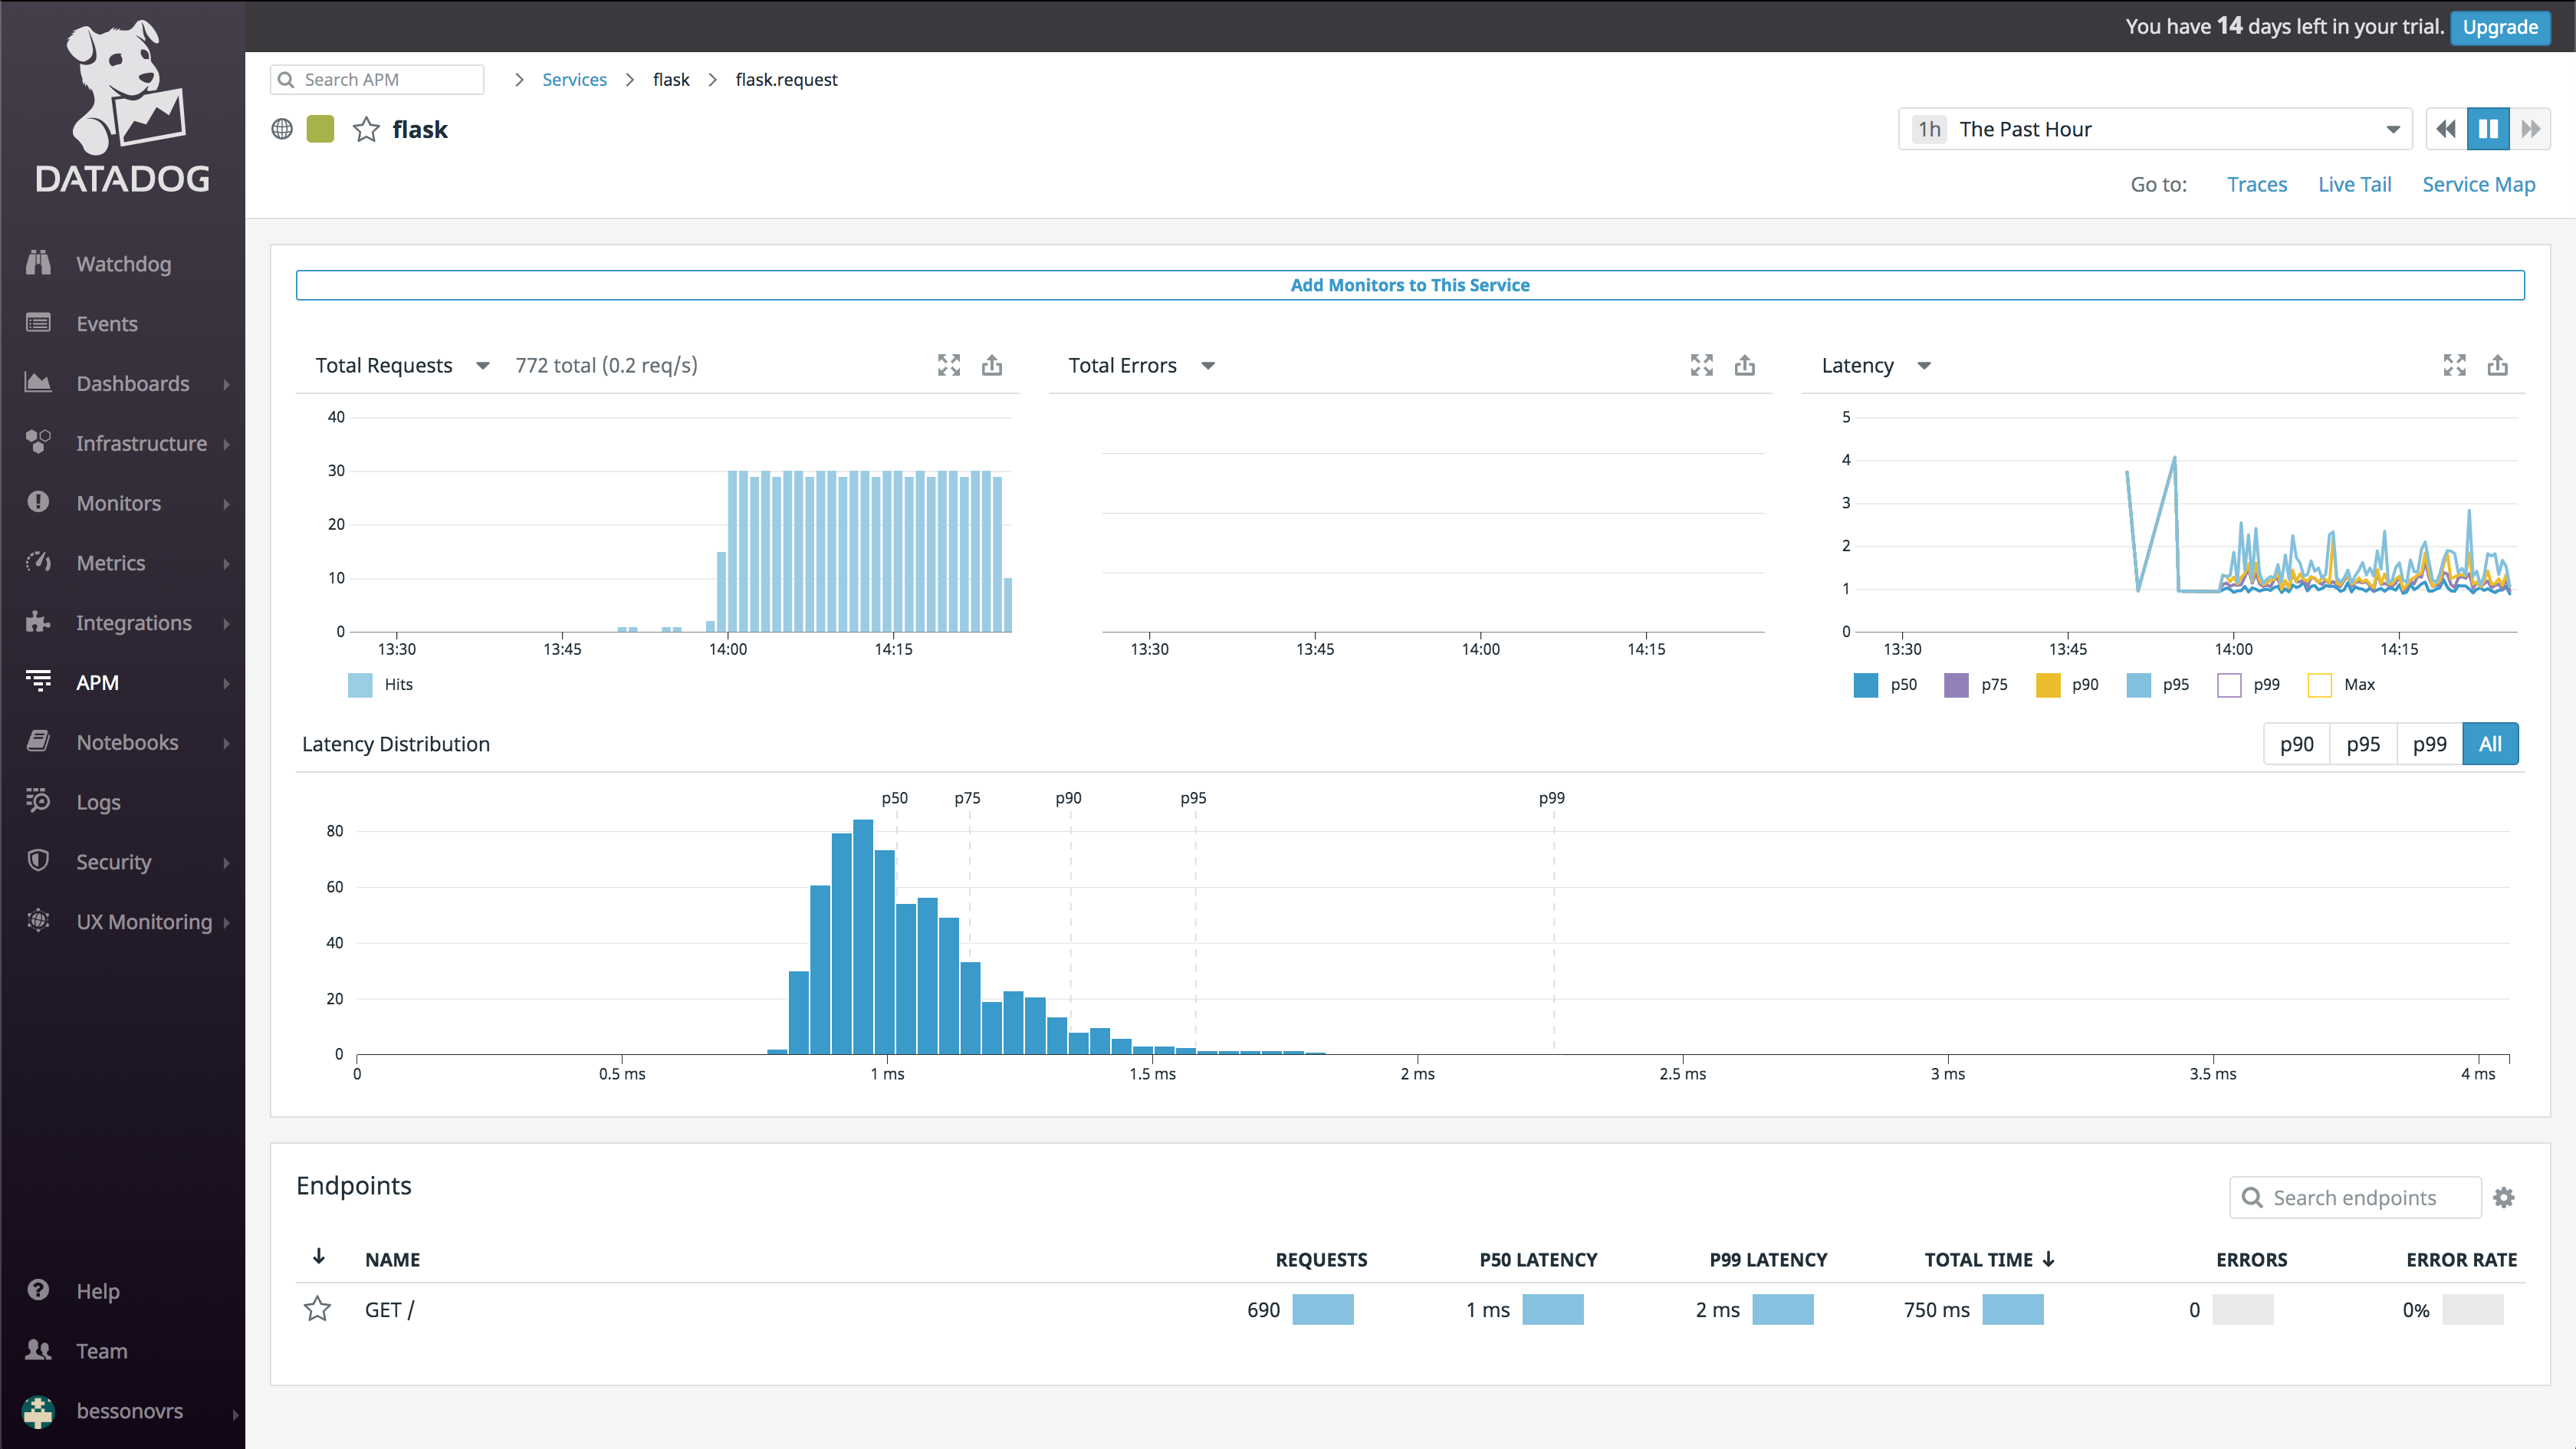 You have 14 days left in your trial. Upgrade
DATADOG
Search APM > Services > flask > flask.request
flask
1h The Past Hour
Go to: Traces Live Tail Service Map
Watchdog
Events
Dashboards
Infrastructure
Monitors
Metrics
Integrations
APM
Notebooks
Logs
Security
UX Monitoring
Help
Team
bessonovrs
Add Monitors to This Service
Total Requests 772 total (0.2 req/s)
40
30
20
10
0
13:30 13:45 14:00 14:15
Hits
Total Errors
13:30 13:45 14:00 14:15
Latency
5
4
3
2
1
0
13:30 13:45 14:00 14:15
p50 p75 p90 p95 p99 Max
Latency Distribution
p90 p95 p99 All
p50 p75 p90 p95 p99
80
60
40
20
0
0 0.5 ms 1 ms 1.5 ms 2 ms 2.5 ms 3 ms 3.5 ms 4 ms
Endpoints
Search endpoints
NAME REQUESTS P50 LATENCY P99 LATENCY TOTAL TIME ERRORS ERROR RATE
GET / 690 1 ms 2 ms 750 ms 0 0%